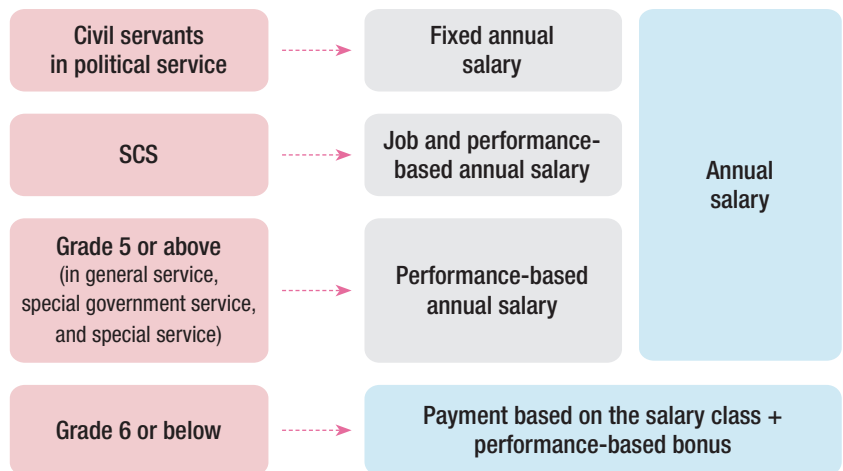 Civil servants
in political service
Fixed annual
salary
SCS
Job and performance-
based annual salary
Annual
salary
Grade 5 or above
(in general service,
special government service,
and special service)
Performance-based
annual salary
Grade 6 or below
Payment based on the salary class +
performance-based bonus